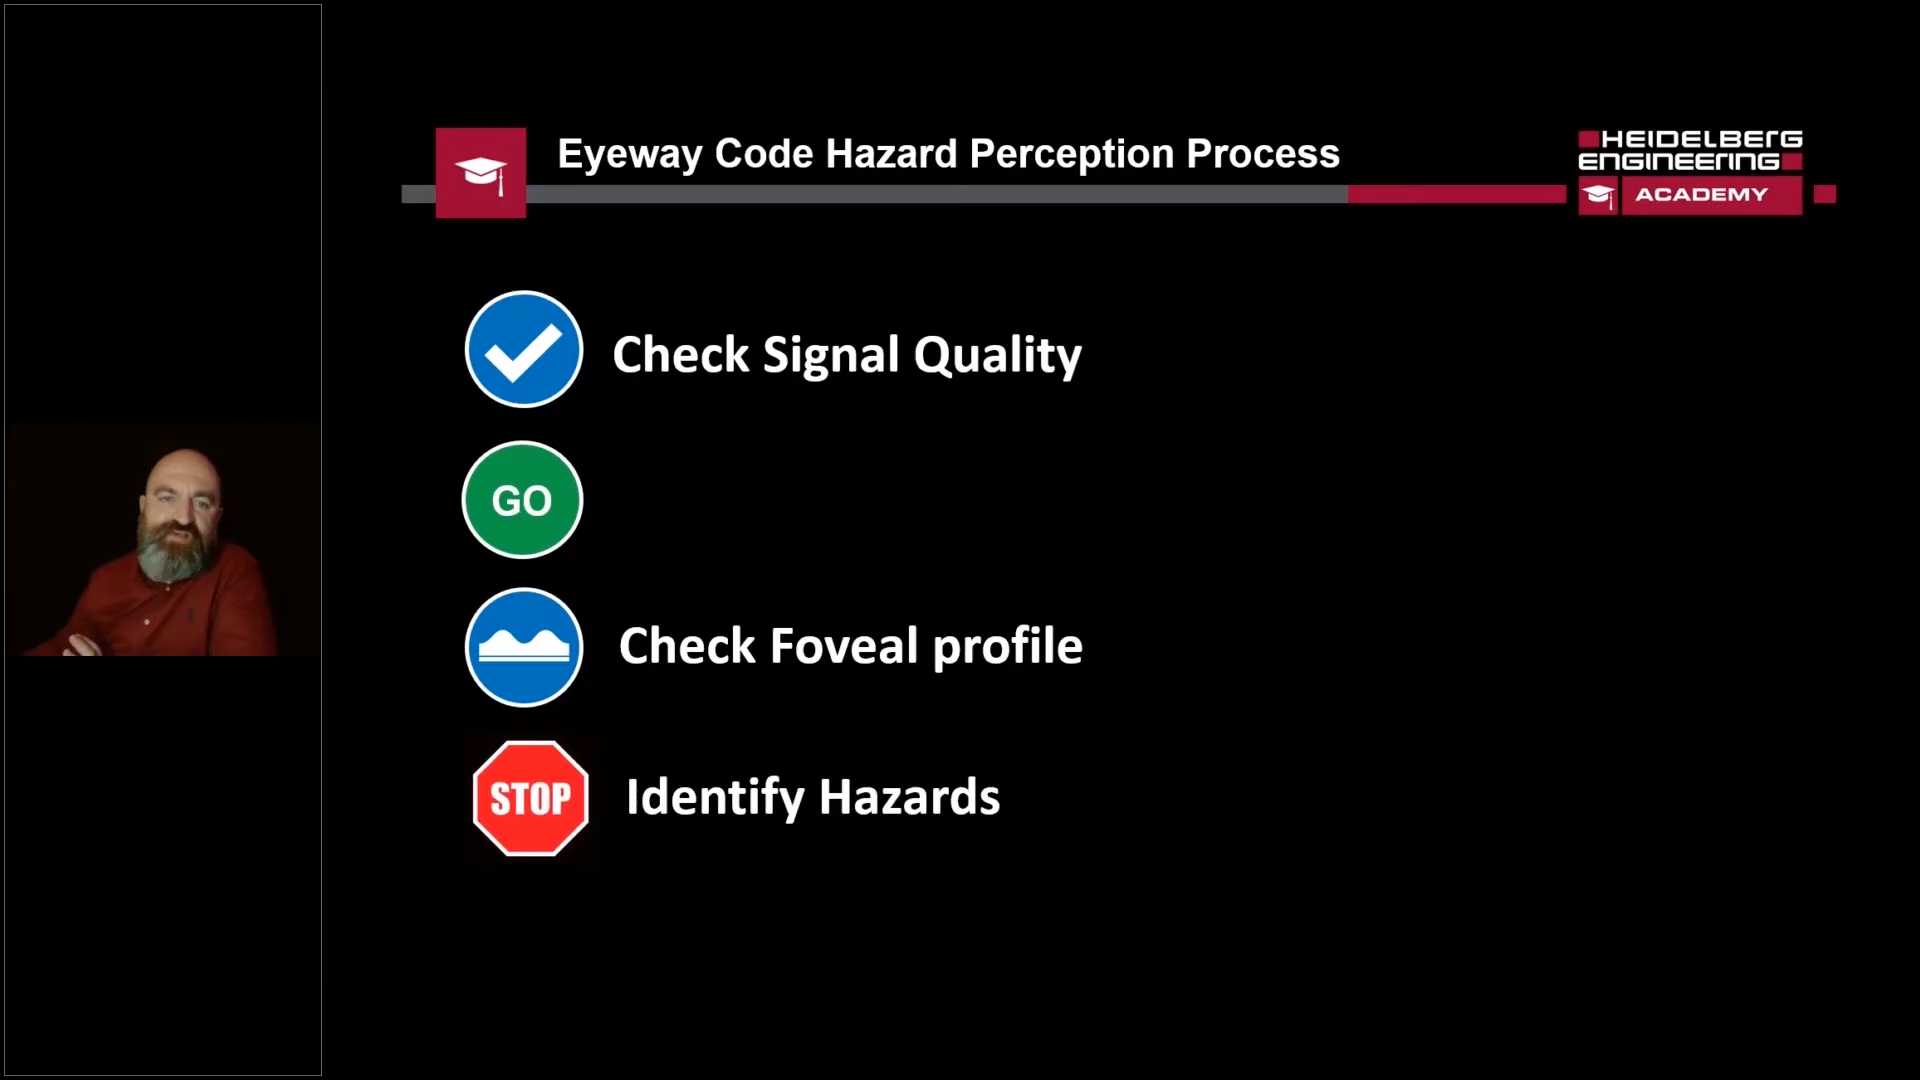 Eyeway Code Hazard Perception Process
HEIDELBERG
ENGINEERING
ACADEMY
Check Signal Quality
GO
Check Foveal profile
STOP
Identify Hazards